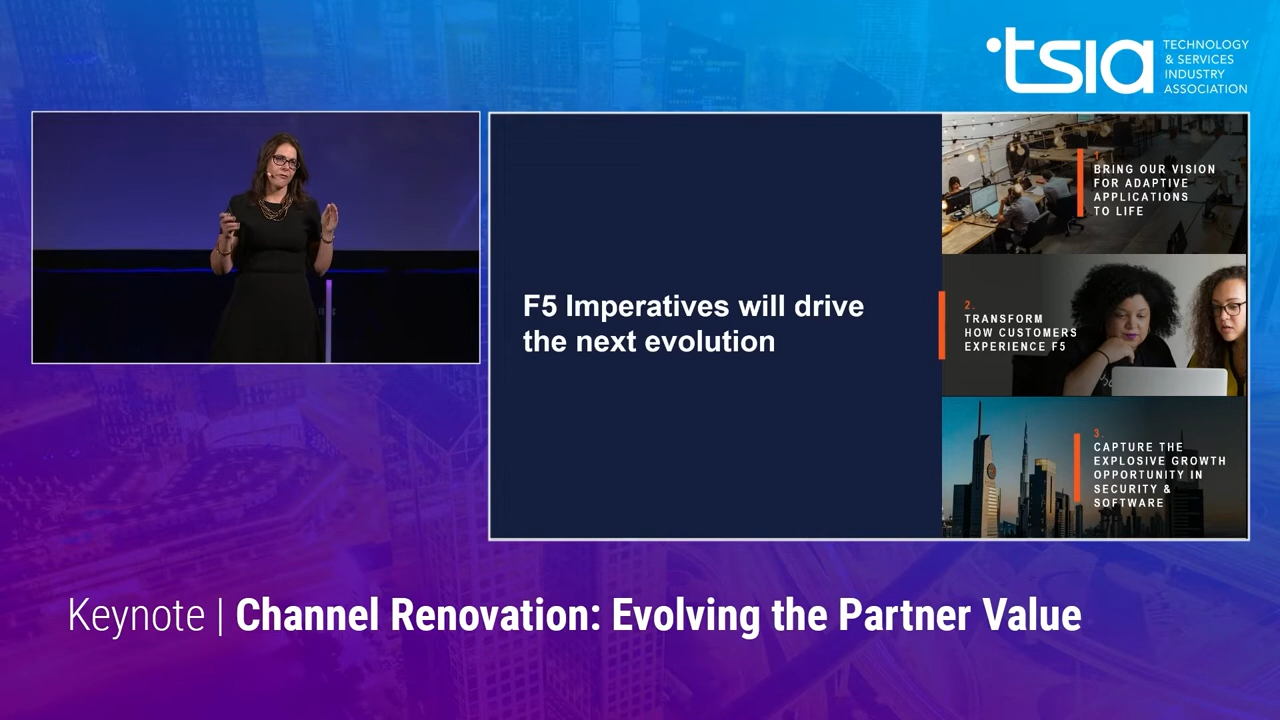 tsia
TECHNOLOGY
& SERVICES
INDUSTRY
ASSOCIATION
F5 Imperatives will drive
the next evolution
BRING OUR VISION
FOR ADAPTIVE
APPLICATIONS
TO LIFE
2.
TRANSFORM
HOW CUSTOMERS
EXPERIENCE F5
3.
CAPTURE THE
EXPLOSIVE GROWTH
OPPORTUNITY IN
SECURITY &
SOFTWARE
Keynote | Channel Renovation: Evolving the Partner Value